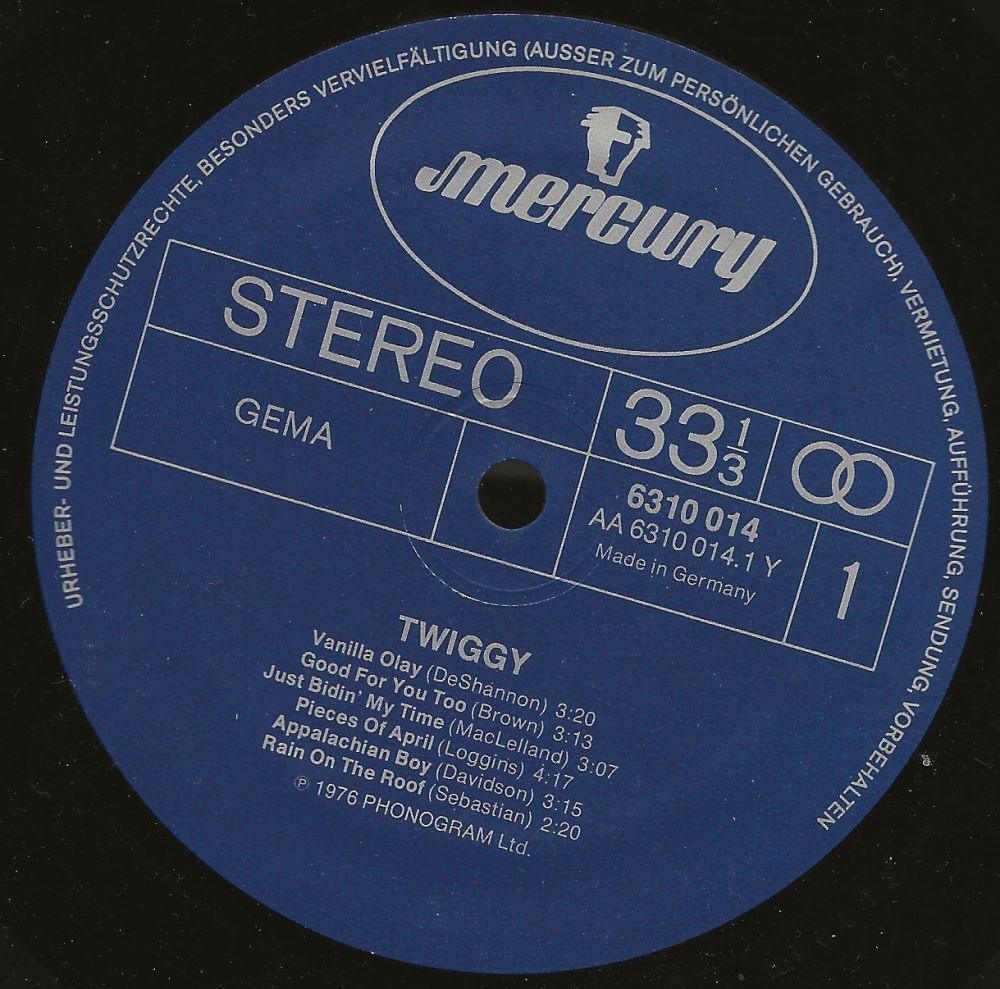 URHEBER- UND LEISTUNGSSCHUTZRECHTE, BESONDERS VERVIELFÄLTIGUNG (AUSSER ZUM PERSÖNLICHEN GEBRAUCH), VERMIETUNG, AUFFÜHRUNG, SENDUNG, VORBEHALTEN
mercury
STEREO
33 1/3
GEMA
6310 014
AA 6310 014.1 Y
Made in Germany
1
TWIGGY
Vanilla Olay (DeShannon) 3:20
Good For You Too (Brown) 3:13
Just Bidin' My Time (MacLelland) 3:07
Pieces Of April (Loggins) 4:17
Appalachian Boy (Davidson) 3:15
Rain On The Roof (Sebastian) 2:20
℗ 1976 PHONOGRAM Ltd.